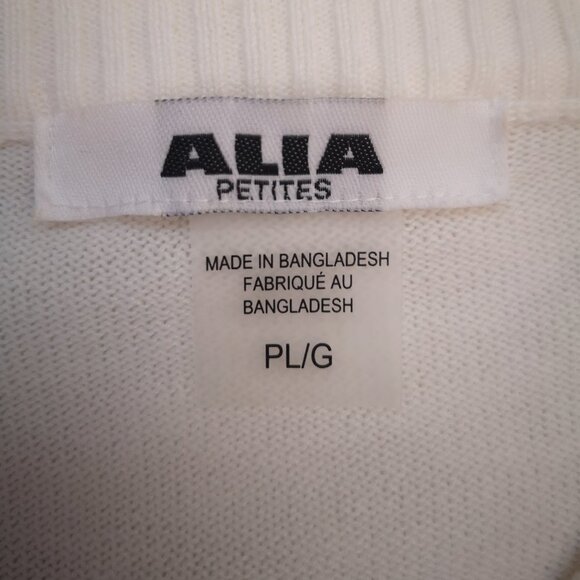 ALIA
PETITES
MADE IN BANGLADESH
FABRIQUÉ AU
BANGLADESH
PL/G